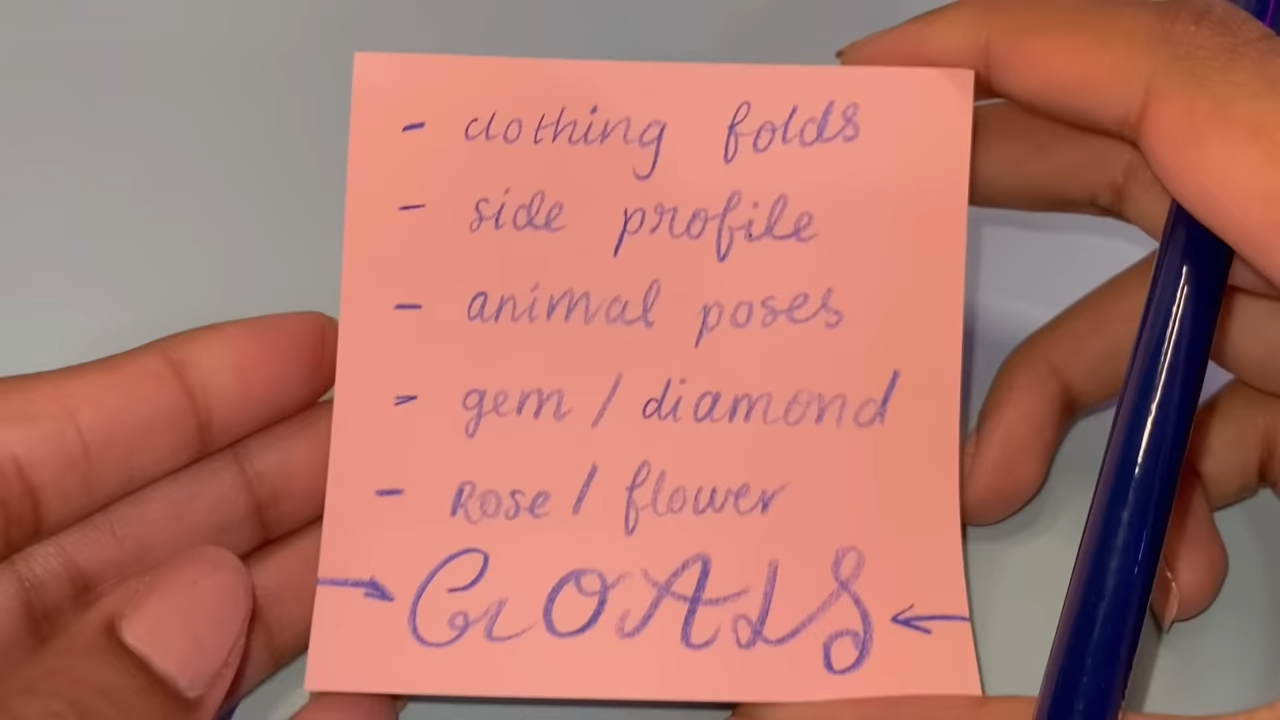 - clothing folds
- side profile
- animal poses
- gem / diamond
- Rose / flower
→ GOALS ←